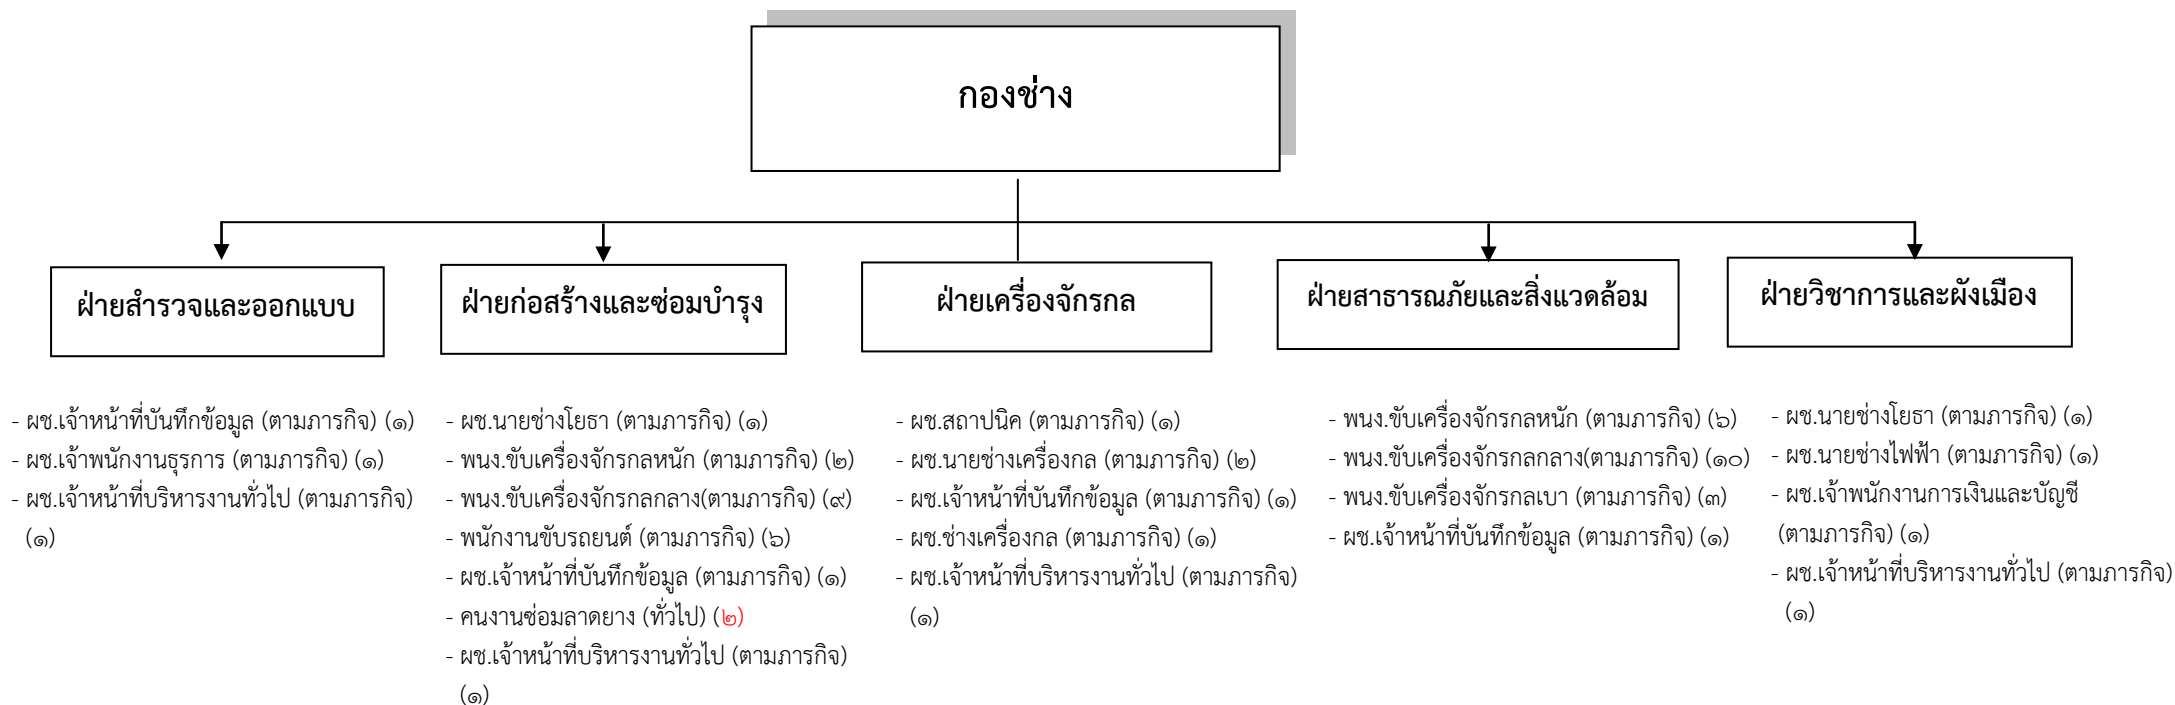 กองช่าง
ฝ่ายสำรวจและออกแบบ
ฝ่ายก่อสร้างและซ่อมบำรุง
ฝ่ายเครื่องจักรกล
ฝ่ายสาธารณภัยและสิ่งแวดล้อม
ฝ่ายวิชาการและผังเมือง
- ผช.เจ้าหน้าที่บันทึกข้อมูล (ตามภารกิจ) (๑)
- ผช.เจ้าพนักงานธุรการ (ตามภารกิจ) (๑)
- ผช.เจ้าหน้าที่บริหารงานทั่วไป (ตามภารกิจ)
(๑)
- ผช.นายช่างโยธา (ตามภารกิจ) (๑)
- พนง.ขับเครื่องจักรกลหนัก (ตามภารกิจ) (๒)
- พนง.ขับเครื่องจักรกลกลาง(ตามภารกิจ) (๙)
- พนักงานขับรถยนต์ (ตามภารกิจ) (๖)
- ผช.เจ้าหน้าที่บันทึกข้อมูล (ตามภารกิจ) (๑)
- คนงานซ่อมลาดยาง (ทั่วไป) (๒)
- ผช.เจ้าหน้าที่บริหารงานทั่วไป (ตามภารกิจ)
(๑)
- ผช.สถาปนิค (ตามภารกิจ) (๑)
- ผช.นายช่างเครื่องกล (ตามภารกิจ) (๒)
- ผช.เจ้าหน้าที่บันทึกข้อมูล (ตามภารกิจ) (๑)
- ผช.ช่างเครื่องกล (ตามภารกิจ) (๑)
- ผช.เจ้าหน้าที่บริหารงานทั่วไป (ตามภารกิจ)
(๑)
- พนง.ขับเครื่องจักรกลหนัก (ตามภารกิจ) (๖)
- พนง.ขับเครื่องจักรกลกลาง(ตามภารกิจ) (๑๐)
- พนง.ขับเครื่องจักรกลเบา (ตามภารกิจ) (๓)
- ผช.เจ้าหน้าที่บันทึกข้อมูล (ตามภารกิจ) (๑)
- ผช.นายช่างโยธา (ตามภารกิจ) (๑)
- ผช.นายช่างไฟฟ้า (ตามภารกิจ) (๑)
- ผช.เจ้าพนักงานการเงินและบัญชี
(ตามภารกิจ) (๑)
- ผช.เจ้าหน้าที่บริหารงานทั่วไป (ตามภารกิจ)
(๑)